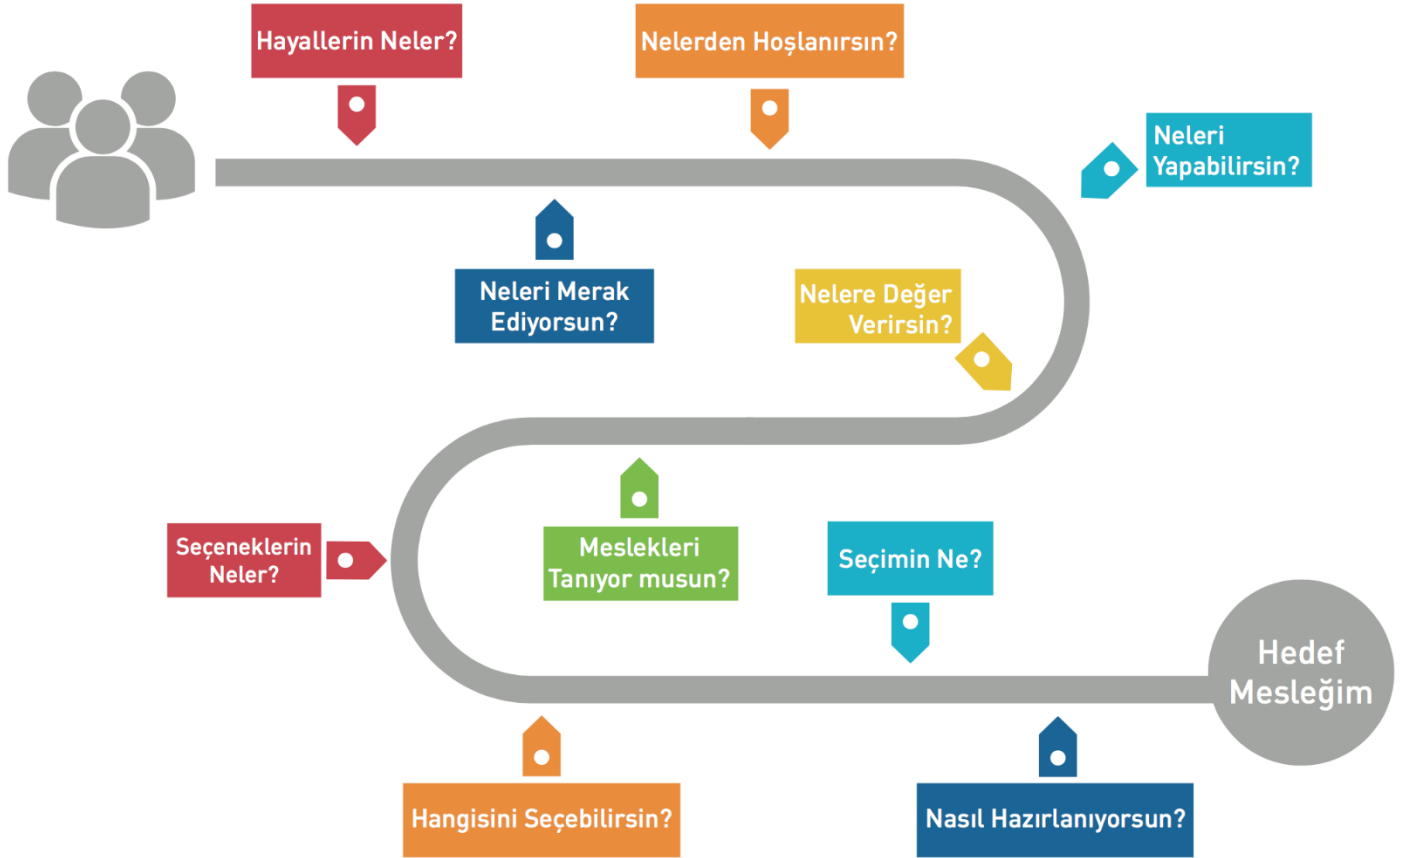 Hayallerin Neler?
Neleri Merak
Ediyorsun?
Nelerden Hoşlanırsın?
Neleri
Yapabilirsin?
Nelere Değer
Verirsin?
Meslekleri
Tanıyor musun?
Seçeneklerin
Neler?
Hangisini Seçebilirsin?
Seçimin Ne?
Nasıl Hazırlanıyorsun?
Hedef
Mesleğim